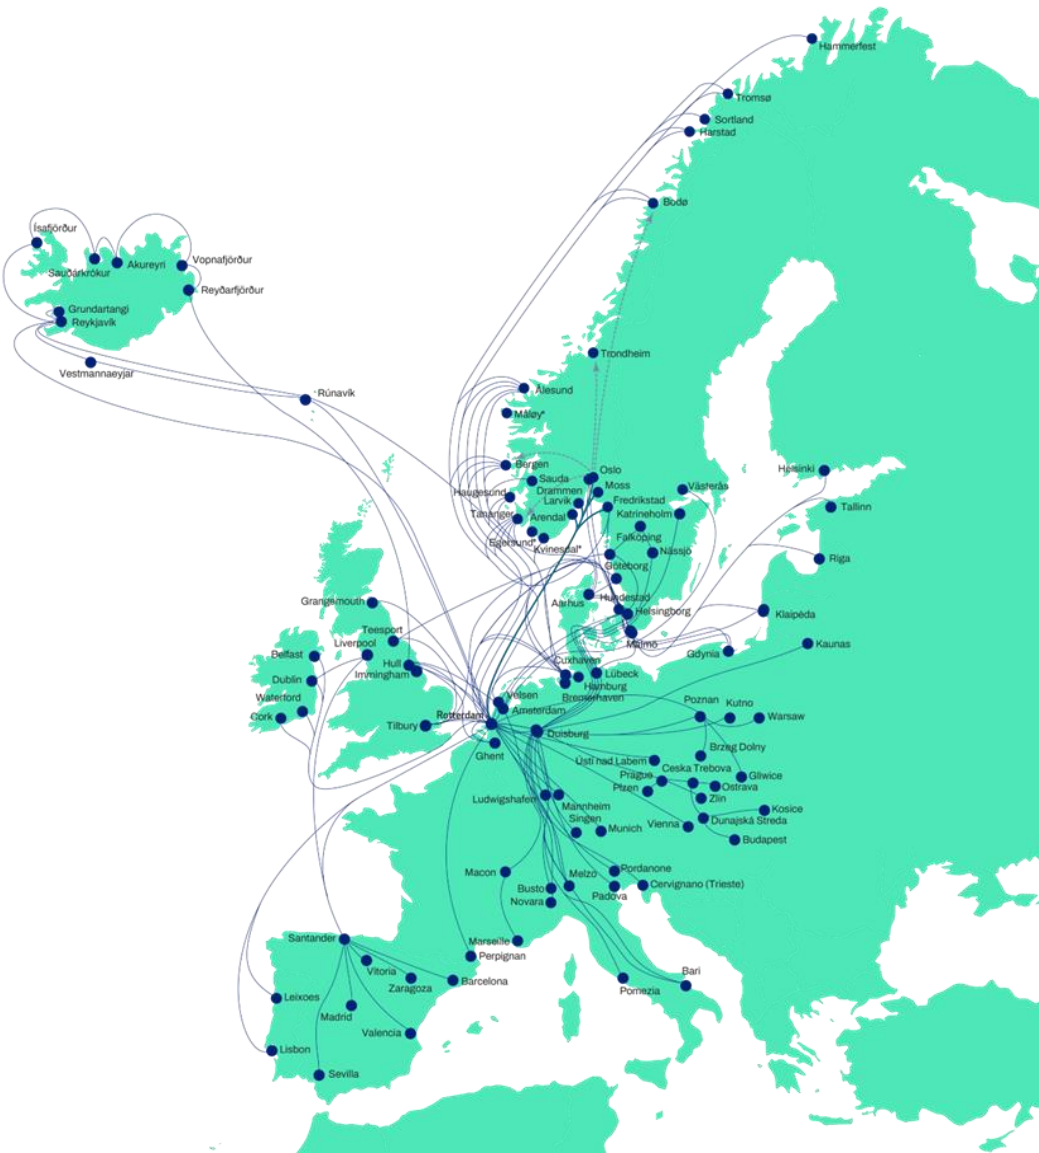 Hammerfest
Tromsø
Sortland
Harstad
Bodø
Ísafjörður
Sauðárkrókur
Akureyri
Vopnafjörður
Reyðarfjörður
Grundartangi
Reykjavík
Vestmannaeyjar
Rúnavík
Trondheim
Ålesund
Måløy*
Bergen
Sauda
Oslo
Helsinki
Haugesund
Drammen
Moss
Västerås
Larvik
Fredrikstad
Tallinn
Tananger
Arendal
Katrineholm
Egersund*
Falköping
Kvinesdal*
Nässjö
Riga
Göteborg
Grangemouth
Aarhus
Hundestad
Helsingborg
Klaipėda
Teesport
Liverpool
Malmö
Kaunas
Belfast
Gdynia
Hull
Cuxhaven
Immingham
Lübeck
Dublin
Hamburg
Waterford
Velsen
Bremerhaven
Cork
Rotterdam
Amsterdam
Poznan
Kutno
Warsaw
Tilbury
Duisburg
Ghent
Brzeg Dolny
Ústí nad Labem
Ceska Trebova
Prague
Gliwice
Plzen
Ostrava
Ludwigshafen
Zlín
Mannheim
Kosice
Singen
Munich
Vienna
Dunajská Streda
Budapest
Macon
Melzo
Pordanone
Busto
Cervignano (Trieste)
Padova
Novara
Santander
Marseille
Perpignan
Vitoria
Bari
Zaragoza
Barcelona
Pomezia
Leixoes
Madrid
Valencia
Lisbon
Sevilla